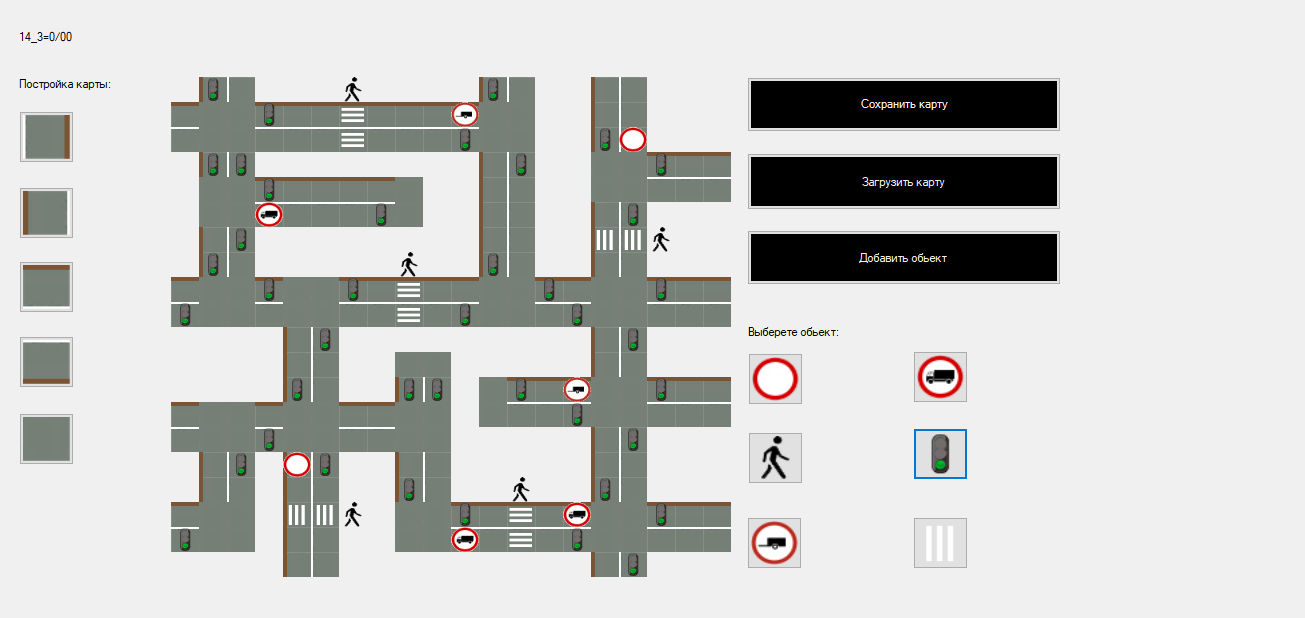 14_3=0/00
Постройка карты:
Сохранить карту
Загрузить карту
Добавить обьект
Выберете обьект: